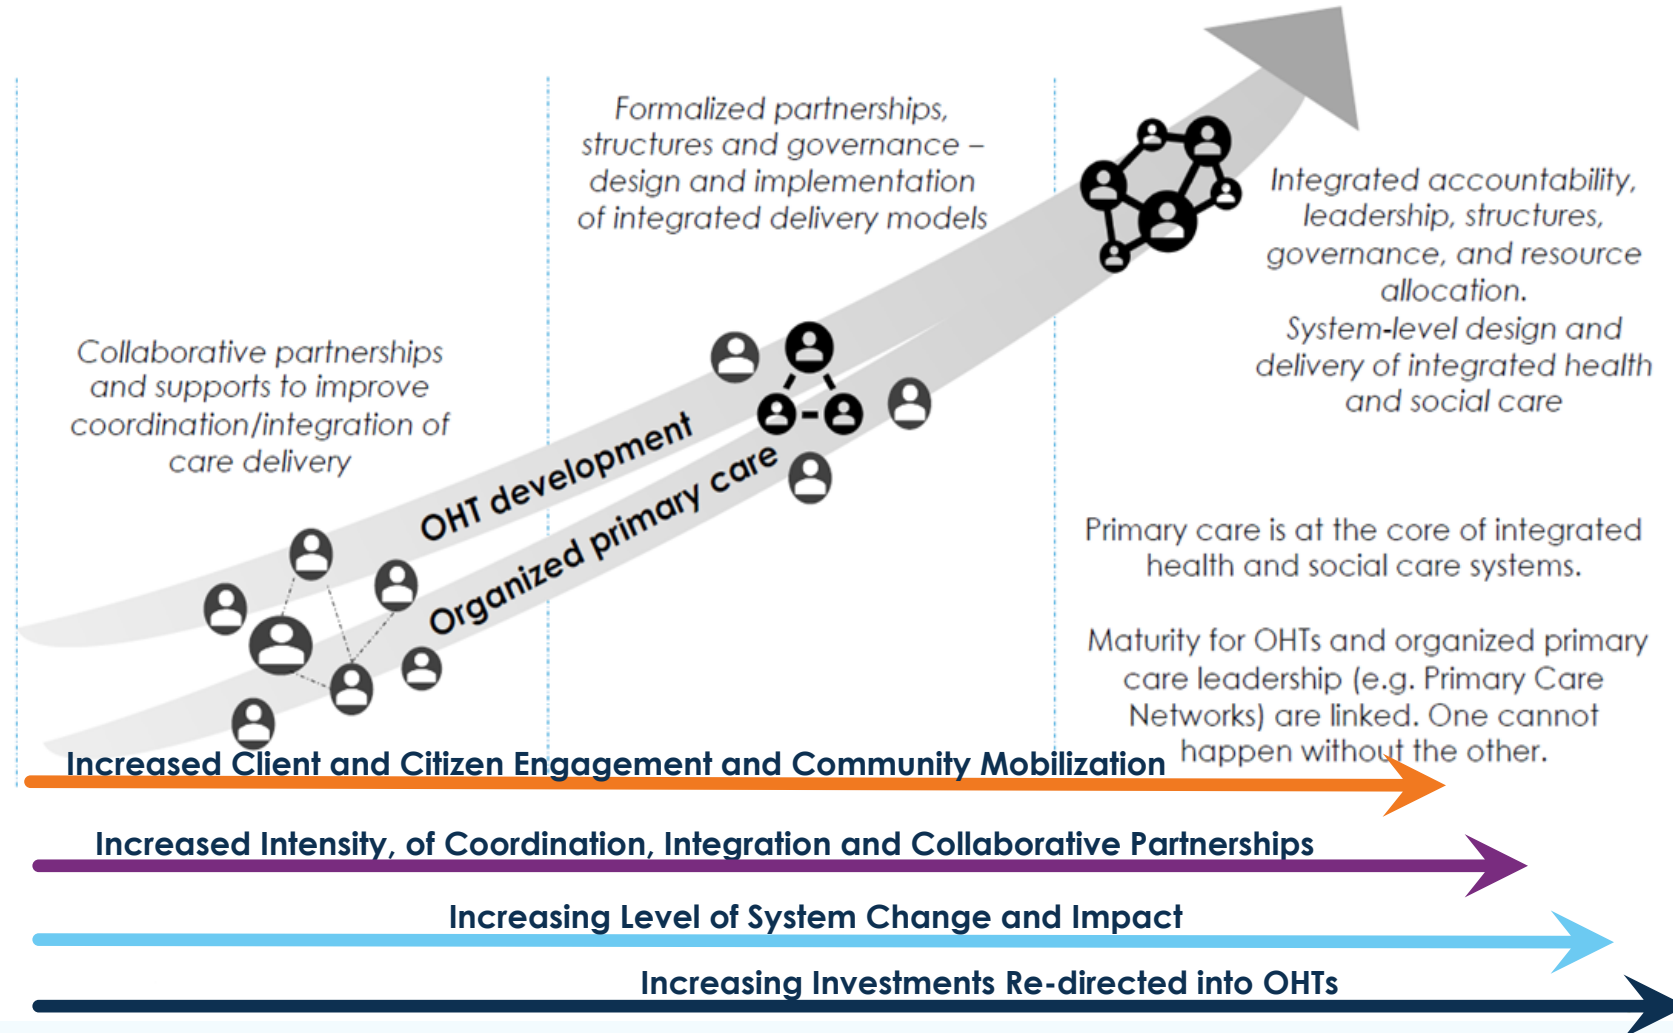 Collaborative partnerships
and supports to improve
coordination/integration of
care delivery
Formalized partnerships,
structures and governance –
design and implementation
of integrated delivery models
Integrated accountability,
leadership, structures,
governance, and resource
allocation.
System-level design and
delivery of integrated health
and social care
OHT development
Organized primary care
Primary care is at the core of integrated
health and social care systems.
Maturity for OHTs and organized primary
care leadership (e.g. Primary Care
Networks) are linked. One cannot
happen without the other.
Increased Client and Citizen Engagement and Community Mobilization
Increased Intensity, of Coordination, Integration and Collaborative Partnerships
Increasing Level of System Change and Impact
Increasing Investments Re-directed into OHTs